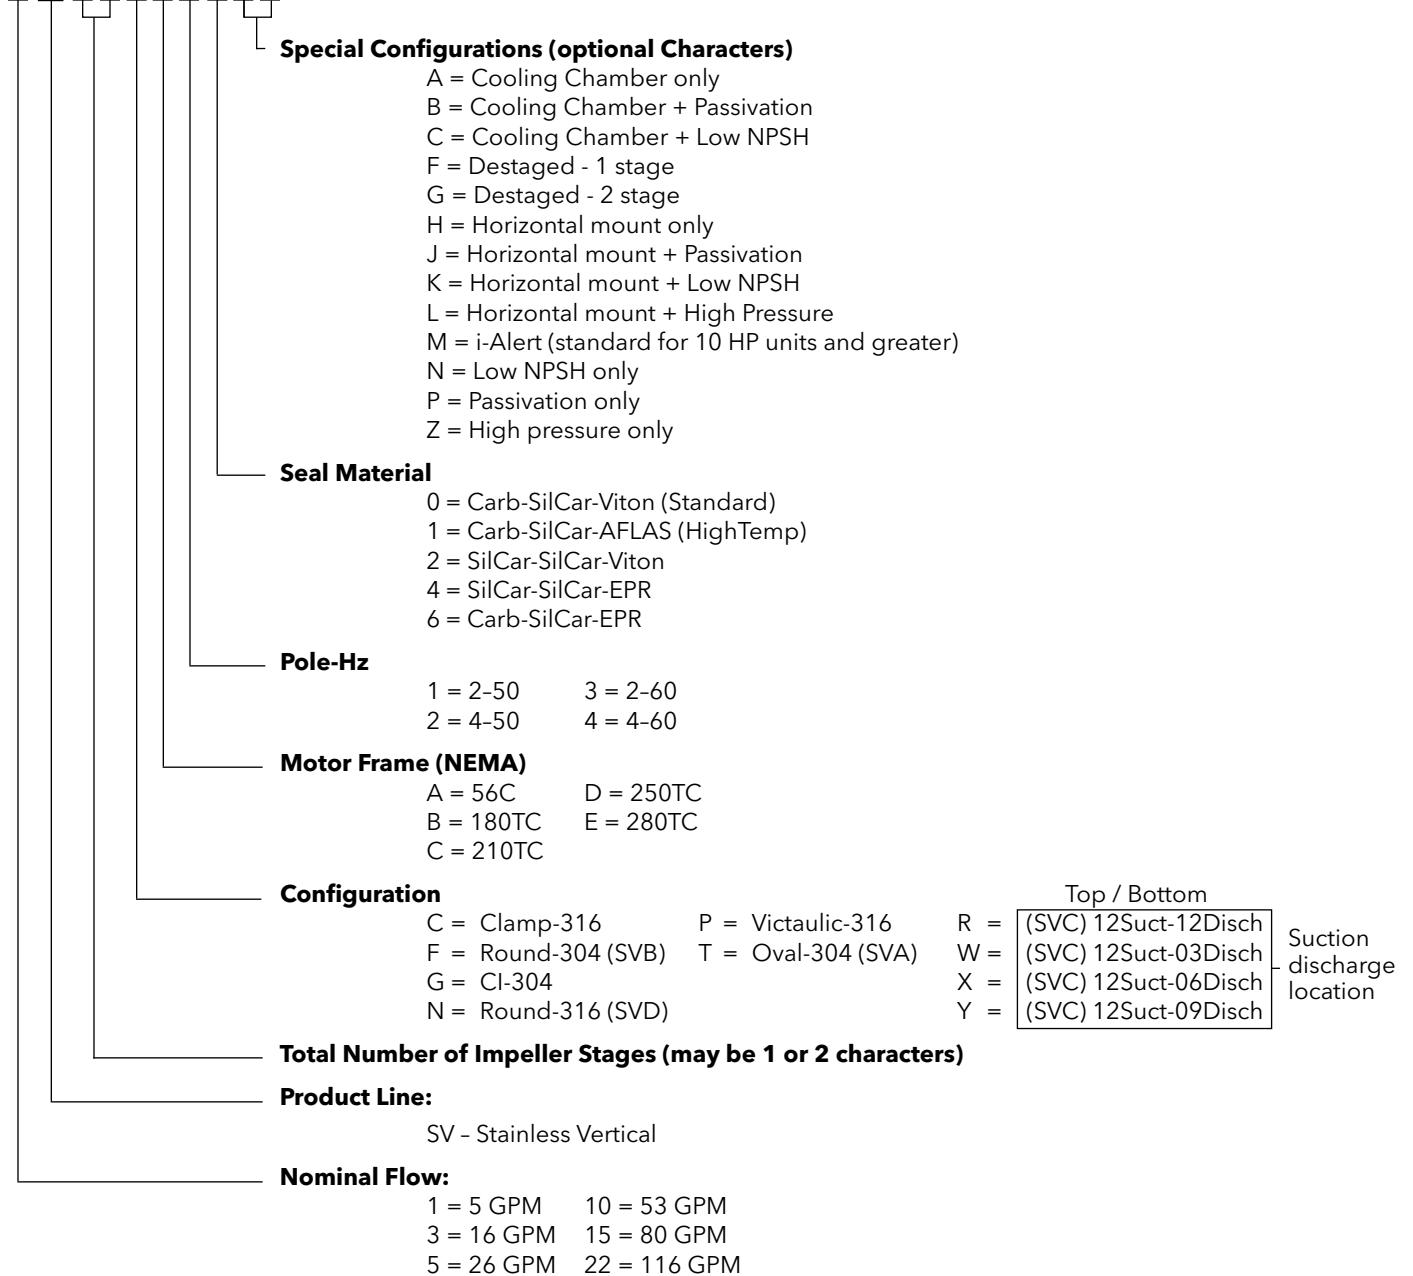 Special Configurations (optional Characters)
A = Cooling Chamber only
B = Cooling Chamber + Passivation
C = Cooling Chamber + Low NPSH
F = Destaged - 1 stage
G = Destaged - 2 stage
H = Horizontal mount only
J = Horizontal mount + Passivation
K = Horizontal mount + Low NPSH
L = Horizontal mount + High Pressure
M = i-Alert (standard for 10 HP units and greater)
N = Low NPSH only
P = Passivation only
Z = High pressure only
Seal Material
0 = Carb-SilCar-Viton (Standard)
1 = Carb-SilCar-AFLAS (HighTemp)
2 = SilCar-SilCar-Viton
4 = SilCar-SilCar-EPR
6 = Carb-SilCar-EPR
Pole-Hz
1 = 2–50 3 = 2–60
2 = 4–50 4 = 4–60
Motor Frame (NEMA)
A = 56C D = 250TC
B = 180TC E = 280TC
C = 210TC
Configuration Top / Bottom
C = Clamp-316 P = Victaulic-316 R = (SVC) 12Suct-12Disch
F = Round-304 (SVB) T = Oval-304 (SVA) W = (SVC) 12Suct-03Disch
G = CI-304 X = (SVC) 12Suct-06Disch
N = Round-316 (SVD) Y = (SVC) 12Suct-09Disch
Suction
discharge
location
Total Number of Impeller Stages (may be 1 or 2 characters)
Product Line:
SV – Stainless Vertical
Nominal Flow:
1 = 5 GPM 10 = 53 GPM
3 = 16 GPM 15 = 80 GPM
5 = 26 GPM 22 = 116 GPM